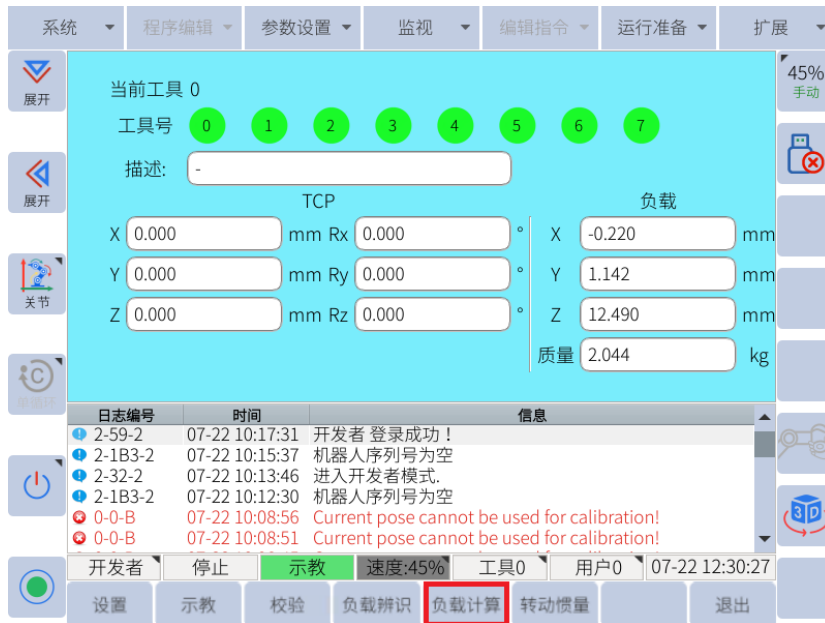 系统 程序编辑 参数设置 监视 编辑指令 运行准备 扩展
展开
45%
手动
当前工具 0
工具号 0 1 2 3 4 5 6 7
描述: -
展开
TCP 负载
X 0.000 mm Rx 0.000 ° X -0.220 mm
Y 0.000 mm Ry 0.000 ° Y 1.142 mm
关节
Z 0.000 mm Rz 0.000 ° Z 12.490 mm
质量 2.044 kg
C
单循环
日志编号 时间 信息
2-59-2 07-22 10:17:31 开发者 登录成功！
2-1B3-2 07-22 10:15:37 机器人序列号为空
2-32-2 07-22 10:13:46 进入开发者模式.
2-1B3-2 07-22 10:12:30 机器人序列号为空
0-0-B 07-22 10:08:56 Current pose cannot be used for calibration!
0-0-B 07-22 10:08:51 Current pose cannot be used for calibration!
3D
开发者 停止 示教 速度:45% 工具0 用户0 07-22 12:30:27
设置 示教 校验 负载辨识 负载计算 转动惯量 退出